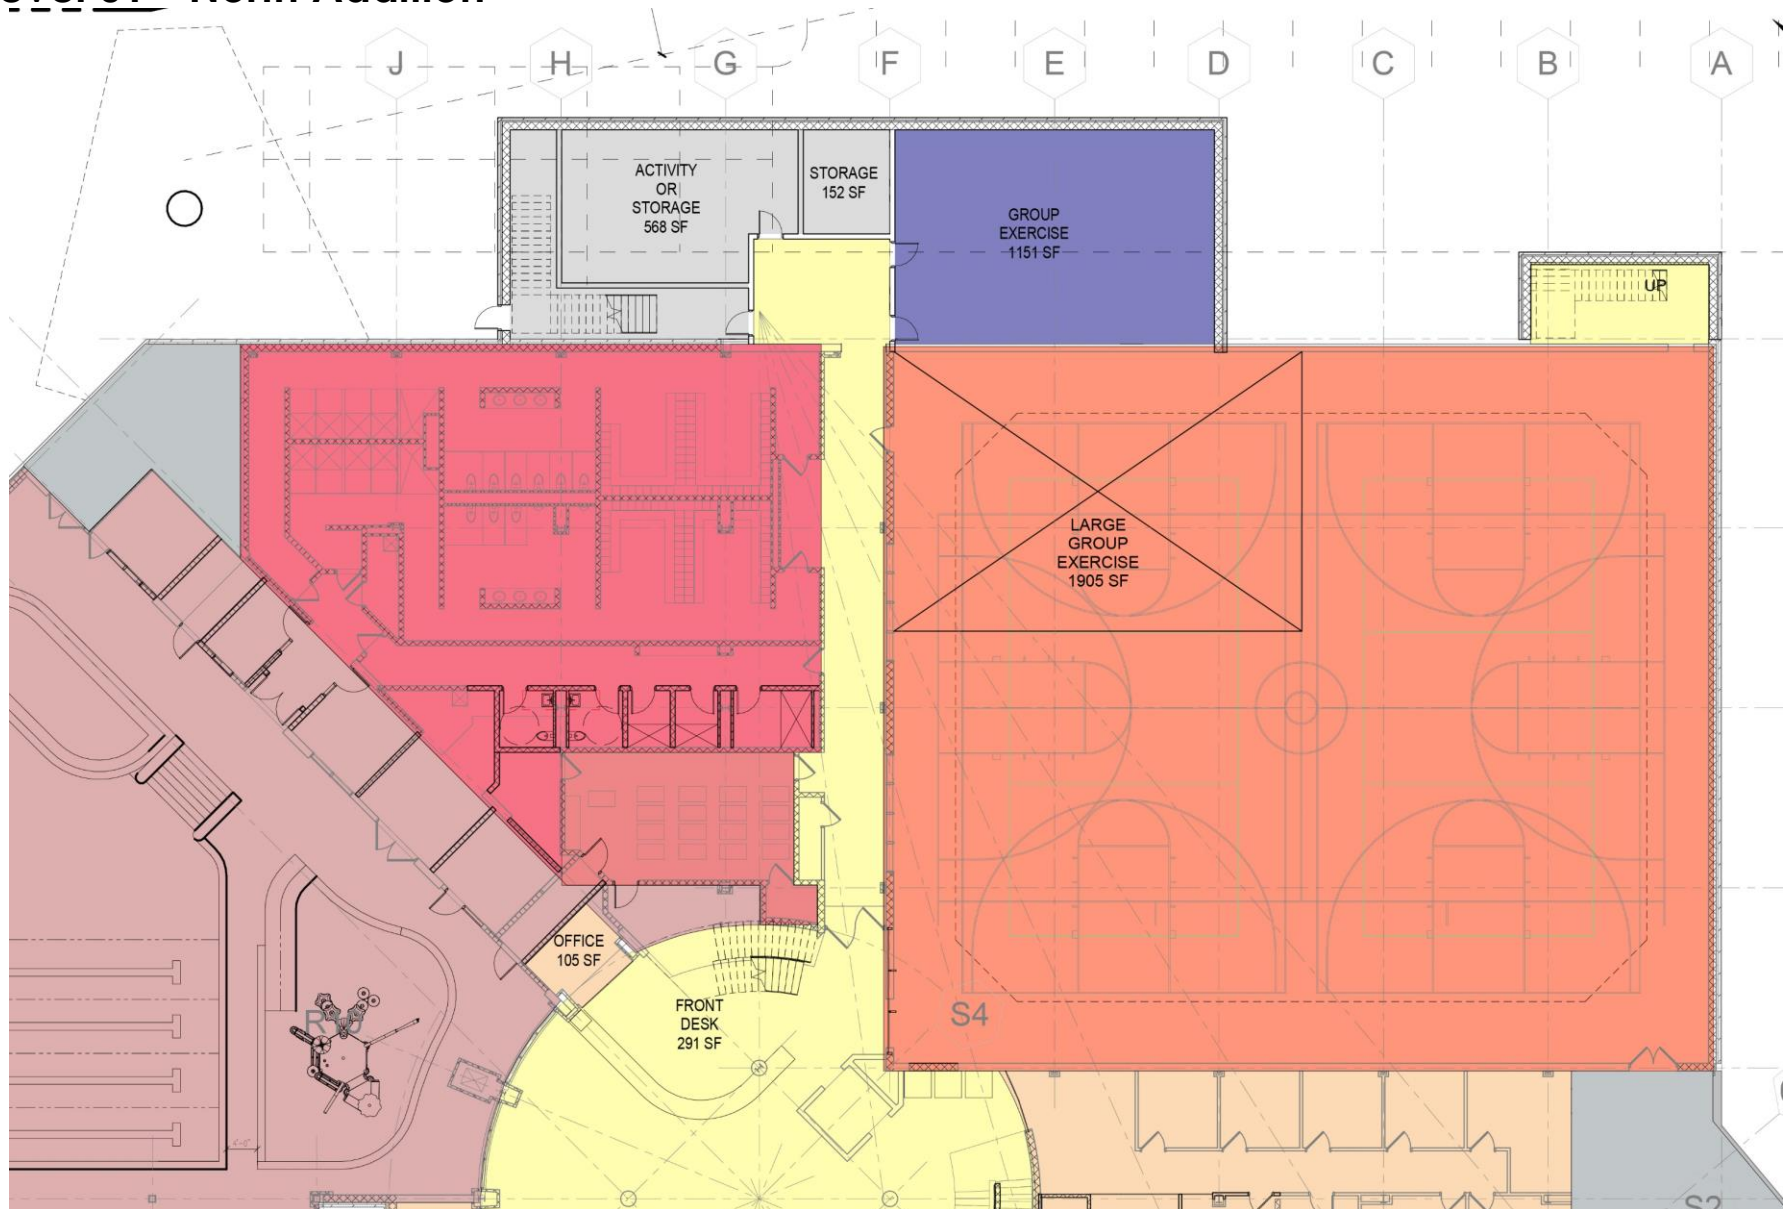 North Addition
J H G F E D C B A
ACTIVITY
OR
STORAGE
568 SF
STORAGE
152 SF
GROUP
EXERCISE
1151 SF
UP
LARGE
GROUP
EXERCISE
1905 SF
OFFICE
105 SF
FRONT
DESK
291 SF
S4
S2